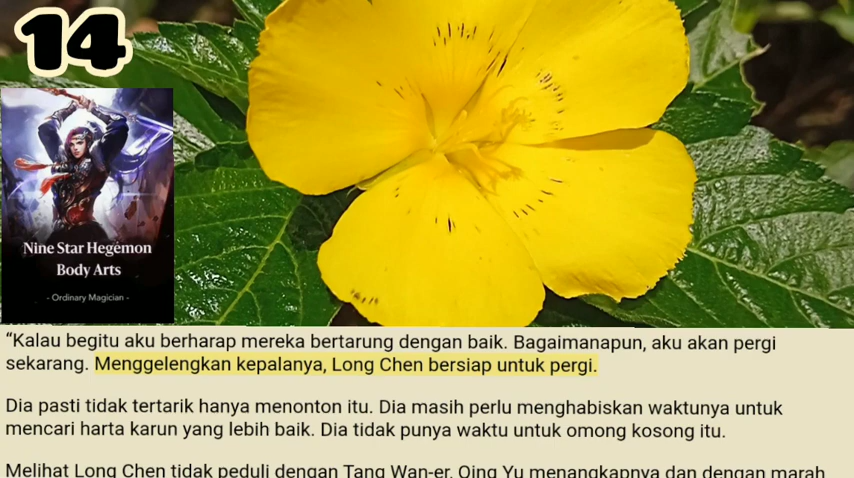 14
Nine Star Hegemon
Body Arts
- Ordinary Magician -
“Kalau begitu aku berharap mereka bertarung dengan baik. Bagaimanapun, aku akan pergi
sekarang. Menggelengkan kepalanya, Long Chen bersiap untuk pergi.
Dia pasti tidak tertarik hanya menonton itu. Dia masih perlu menghabiskan waktunya untuk
mencari harta karun yang lebih baik. Dia tidak punya waktu untuk omong kosong itu.
Melihat Long Chen tidak peduli dengan Tang Wan-er, Qing Yu menangkapnya dan dengan marah